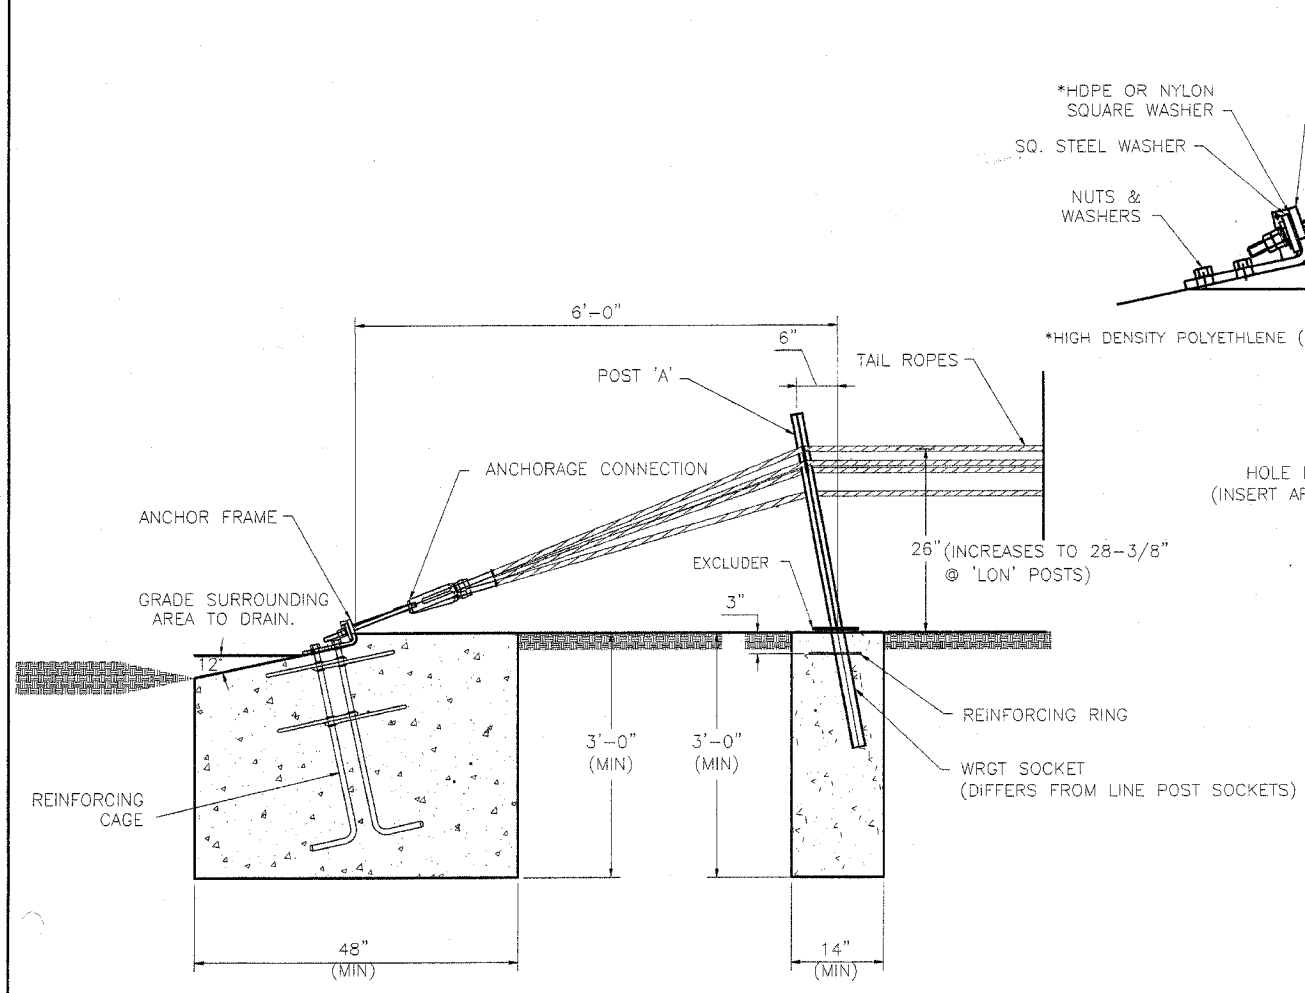 *HDPE OR NYLON
SQUARE WASHER
SQ. STEEL WASHER
NUTS &
WASHERS
*HIGH DENSITY POLYETHLENE (
6'-0"
6"
POST 'A'
TAIL ROPES
HOLE
(INSERT
ANCHORAGE CONNECTION
ANCHOR FRAME
26" (INCREASES TO 28-3/8"
@ 'LON' POSTS)
EXCLUDER
3"
GRADE SURROUNDING
AREA TO DRAIN.
12°
REINFORCING RING
3'-0"
(MIN)
3'-0"
(MIN)
WRGT SOCKET
(DIFFERS FROM LINE POST SOCKETS)
REINFORCING
CAGE
48"
(MIN)
14"
(MIN)